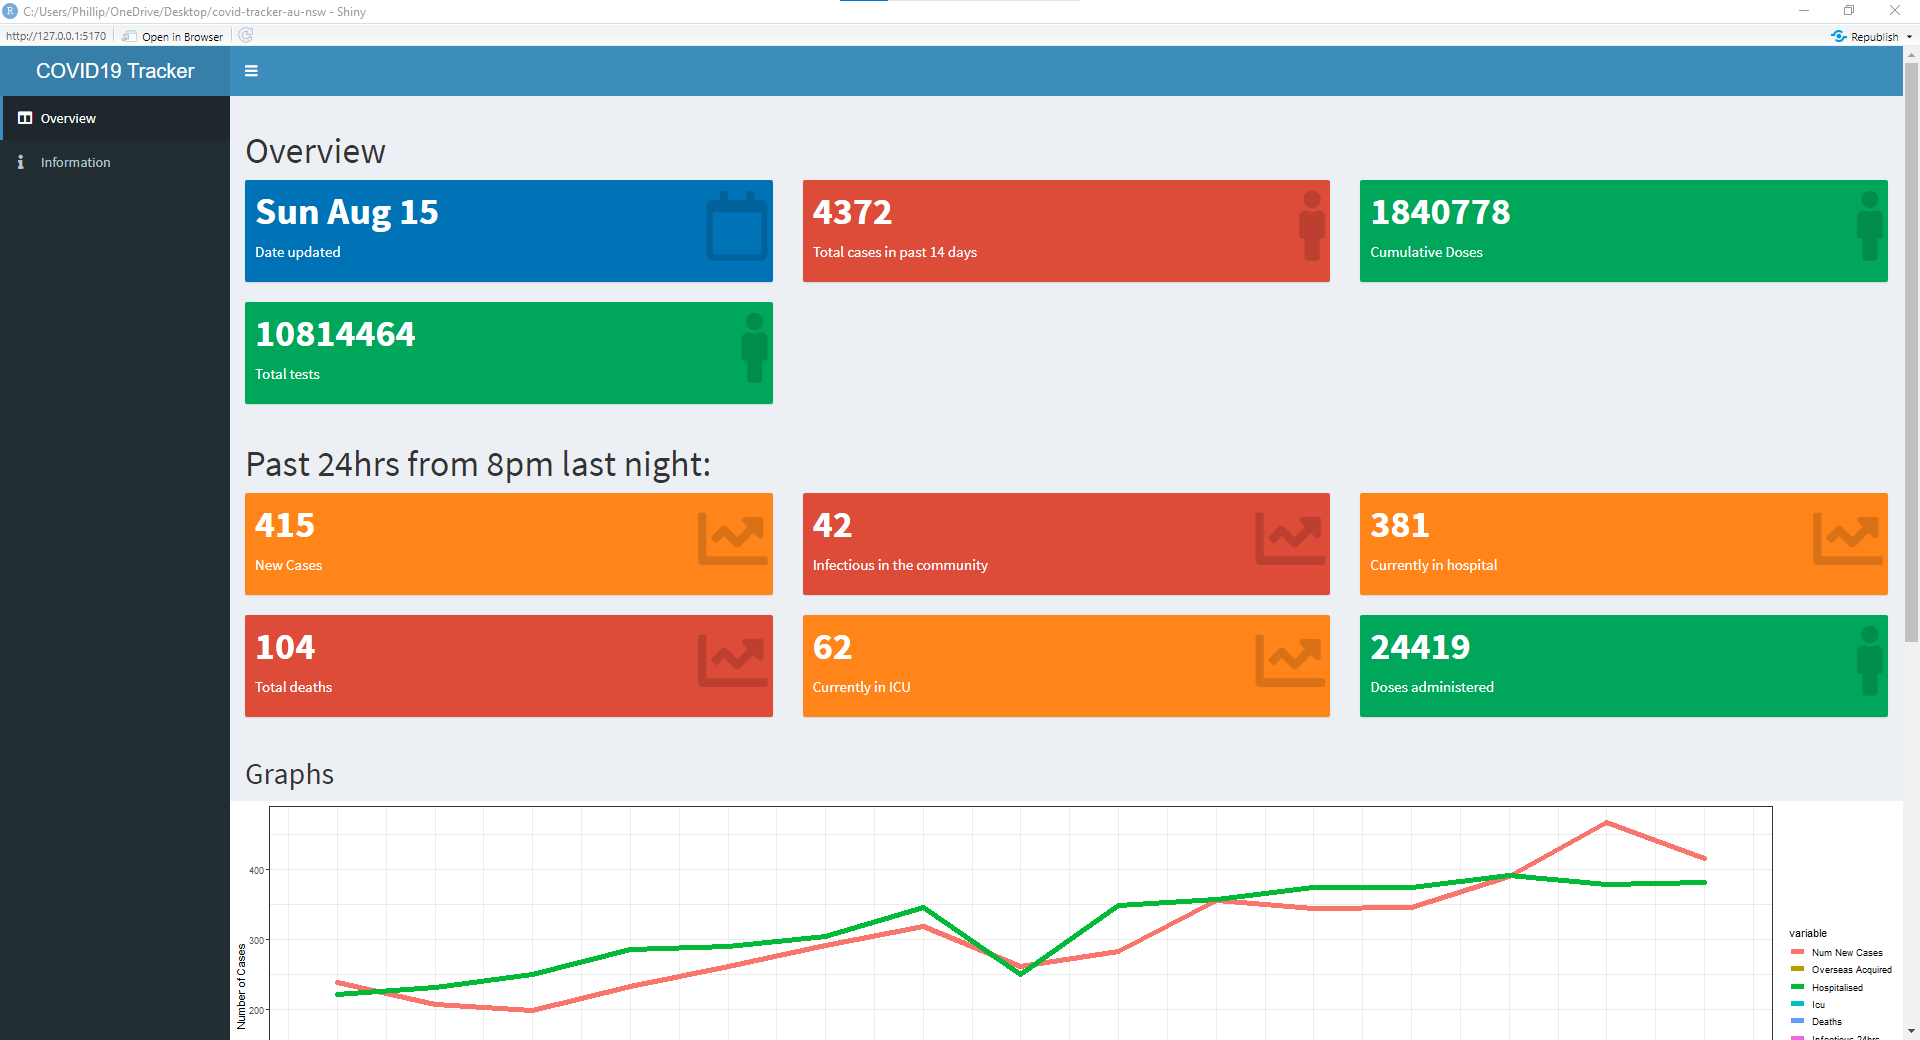 C:/Users/Phillip/OneDrive/Desktop/covid-tracker-au-nsw - Shiny
http://127.0.0.1:5170 Open in Browser Republish
COVID19 Tracker
Overview
Information
Overview
Sun Aug 15
Date updated
4372
Total cases in past 14 days
1840778
Cumulative Doses
10814464
Total tests
Past 24hrs from 8pm last night:
415
New Cases
42
Infectious in the community
381
Currently in hospital
104
Total deaths
62
Currently in ICU
24419
Doses administered
Graphs
400
300
200
Number of Cases
variable
Num New Cases
Overseas Acquired
Hospitalised
Icu
Deaths
Infectious 24hrs